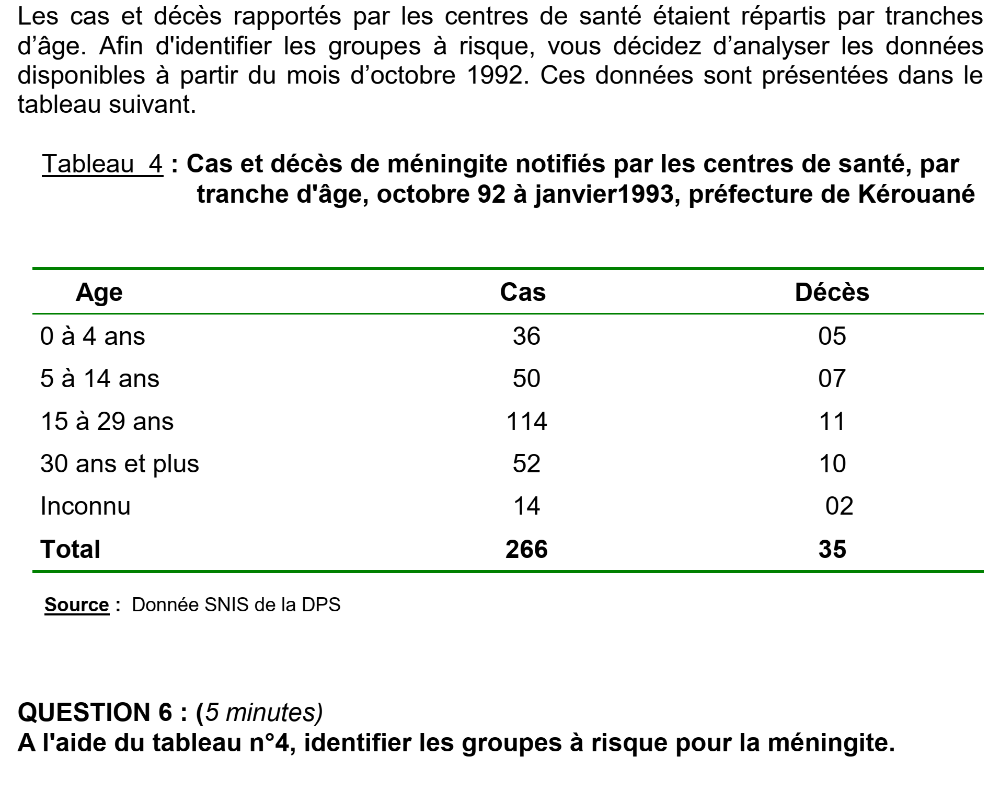 Les cas et décès rapportés par les centres de santé étaient répartis par tranches
d’âge. Afin d'identifier les groupes à risque, vous décidez d’analyser les données
disponibles à partir du mois d’octobre 1992. Ces données sont présentées dans le
tableau suivant.
Tableau 4 : Cas et décès de méningite notifiés par les centres de santé, par
tranche d'âge, octobre 92 à janvier1993, préfecture de Kérouané
Age Cas Décès
0 à 4 ans 36 05
5 à 14 ans 50 07
15 à 29 ans 114 11
30 ans et plus 52 10
Inconnu 14 02
Total 266 35
Source : Donnée SNIS de la DPS
QUESTION 6 : (5 minutes)
A l'aide du tableau n°4, identifier les groupes à risque pour la méningite.